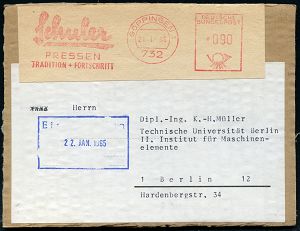 Schuler
PRESSEN
TRADITION + FORTSCHRITT
GÖPPINGEN
732
DEUTSCHE
BUNDESPOST
090
Herrn
Dipl.-Ing. K.-H.Müller
Technische Universität Berlin
II. Institut für Maschinen-
elemente
1 Berlin 12
Hardenbergstr. 34
22. JAN. 1965